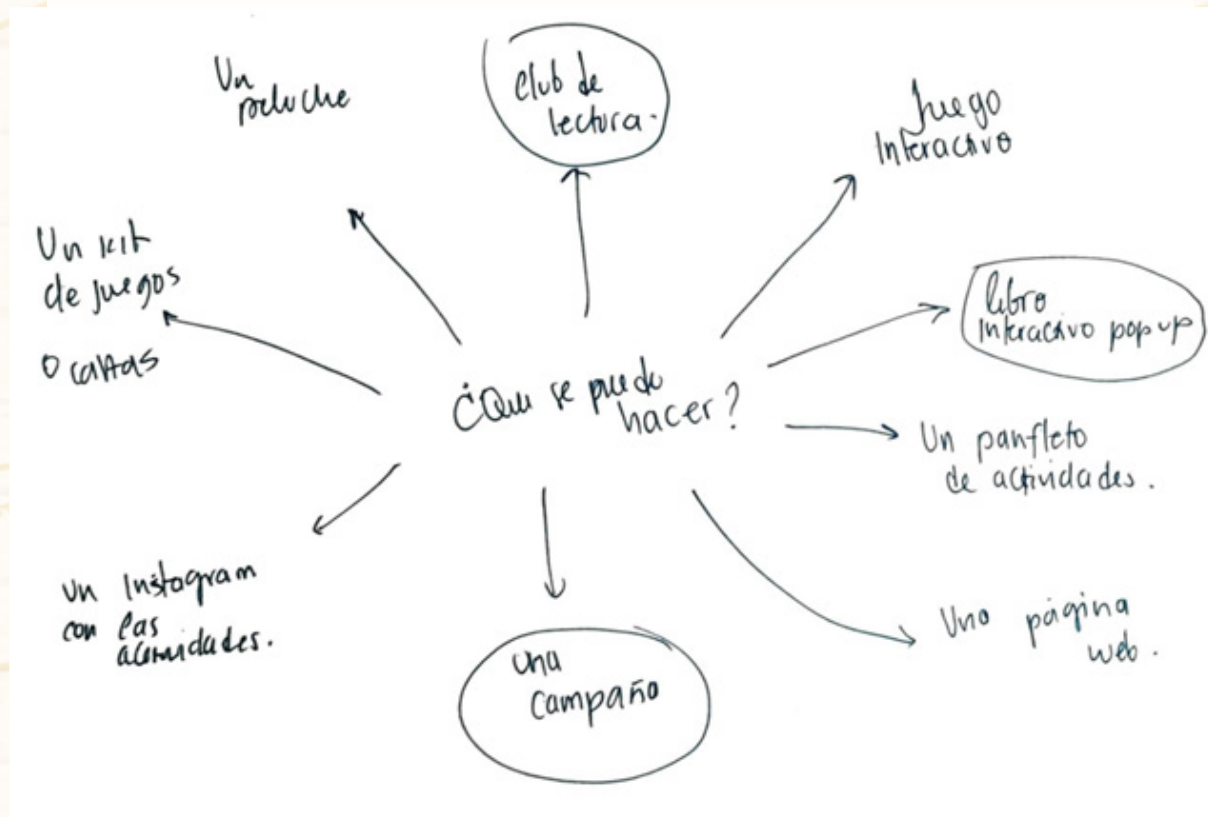 Un
peluche
Club de
lectura.
Juego
Interactivo
Un kit
de juegos
o cartas
libro
Interactivo pop up
¿Que se puede
hacer?
Un panfleto
de actividades.
Un Instagram
con las
actividades.
Una
campaña
Una página
web.